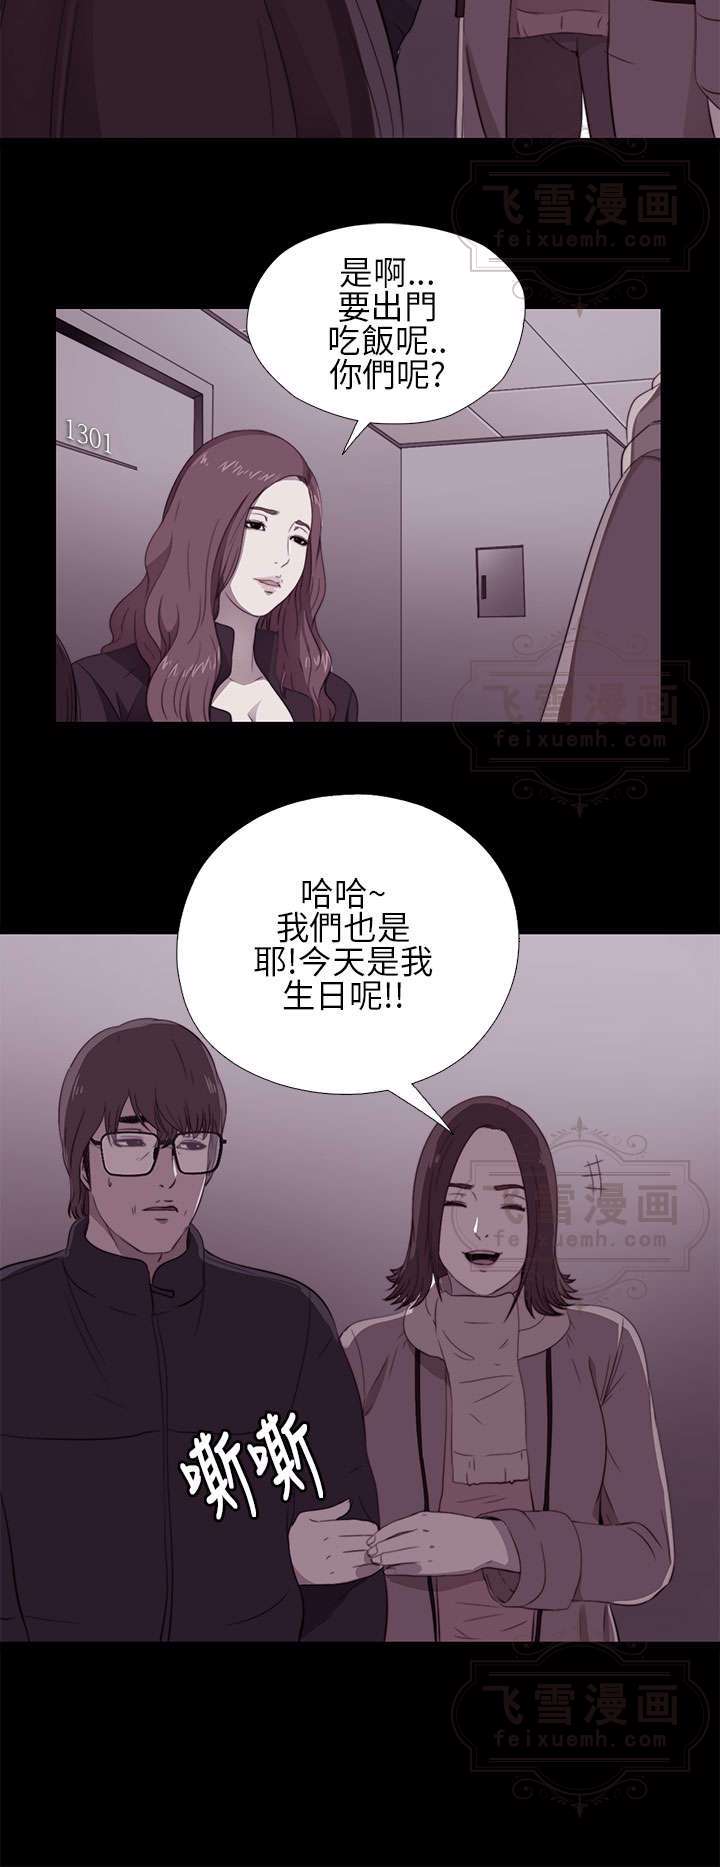 飞雪漫画
feixuemh.com
是啊...
要出門
吃飯呢..
你們呢?
1301
飞雪漫画
feixuemh.com
哈哈~
我們也是
耶!今天是我
生日呢!!
飞雪漫画
feixuemh.com
嘶嘶
飞雪漫画
feixuemh.com